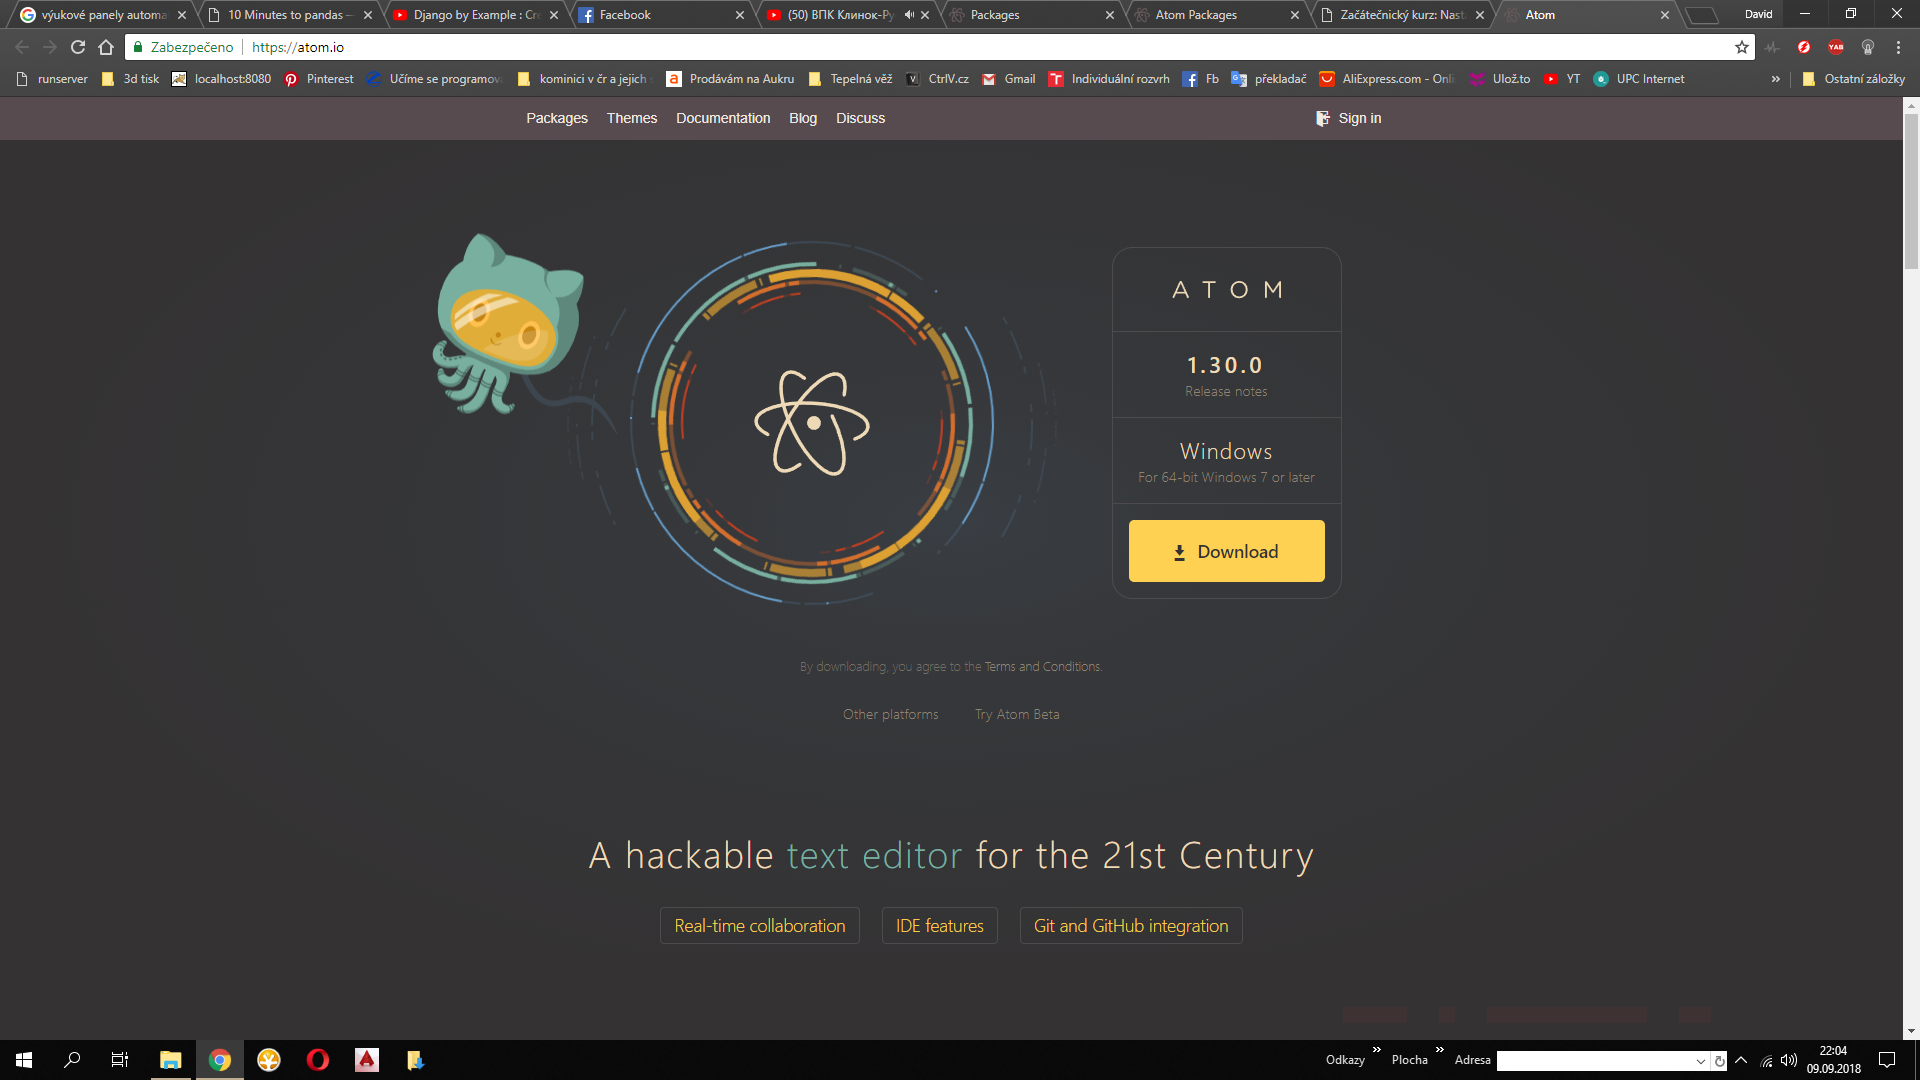 výukové panely automa
10 Minutes to pandas —
Django by Example : Cre
Facebook
(50) ВПК Клинок-Ру
Packages
Atom Packages
Začátečnický kurz: Nasta
Atom
David
Zabezpečeno
https://atom.io
runserver
3d tisk
localhost:8080
Pinterest
Učíme se programova
kominici v čr a jejich s
Prodávám na Aukru
Tepelná věž
CtrlV.cz
Gmail
Individuální rozvrh
Fb
překladač
AliExpress.com - Onli
Ulož.to
YT
UPC Internet
»
Ostatní záložky
Packages
Themes
Documentation
Blog
Discuss
Sign in
ATOM
1.30.0
Release notes
Windows
For 64-bit Windows 7 or later
Download
By downloading, you agree to the Terms and Conditions.
Other platforms
Try Atom Beta
A hackable text editor for the 21st Century
Real-time collaboration
IDE features
Git and GitHub integration
Odkazy
»
Plocha
»
Adresa
22:04
09.09.2018